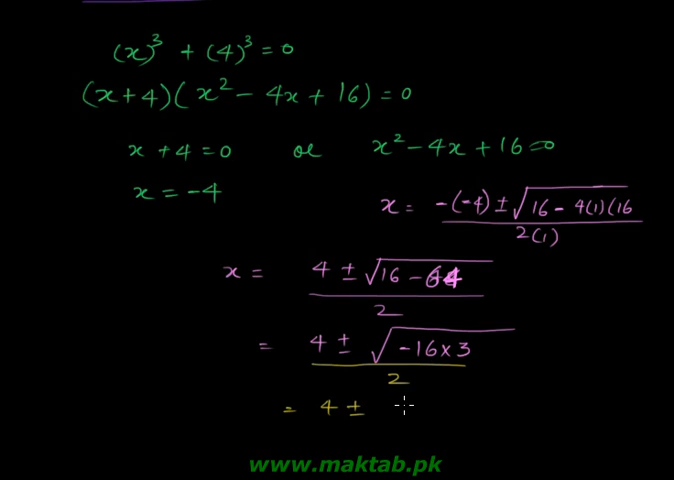 (x)³ + (4)³ = 0
(x+4)(x² - 4x + 16) = 0
x + 4 = 0 or x² - 4x + 16 = 0
x = -4
x = -(-4) ± √16 - 4(1)(16
2(1)
x = 4 ± √16 - 64
2
= 4 ± √-16 × 3
2
= 4 ±
www.maktab.pk